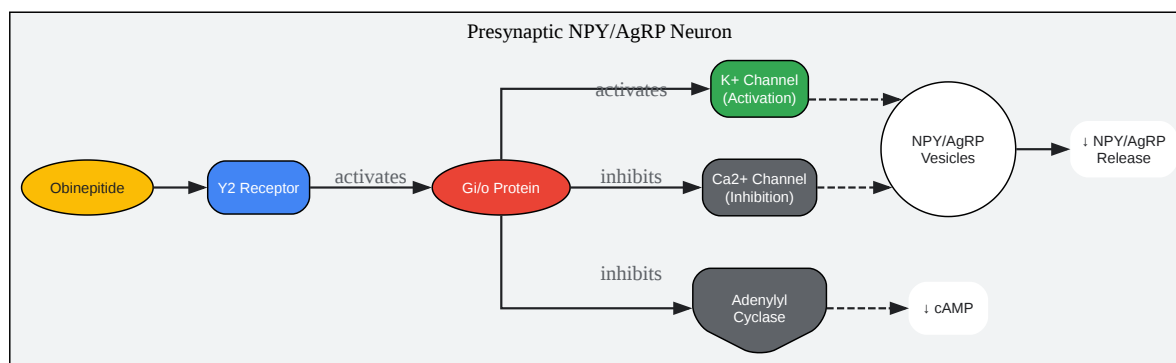 Presynaptic NPY/AgRP Neuron
Obinepitide
Y2 Receptor
activates
Gi/o Protein
activates
K+ Channel
(Activation)
inhibits
Ca2+ Channel
(Inhibition)
inhibits
Adenylyl
Cyclase
NPY/AgRP
Vesicles
↓ NPY/AgRP
Release
↓ cAMP